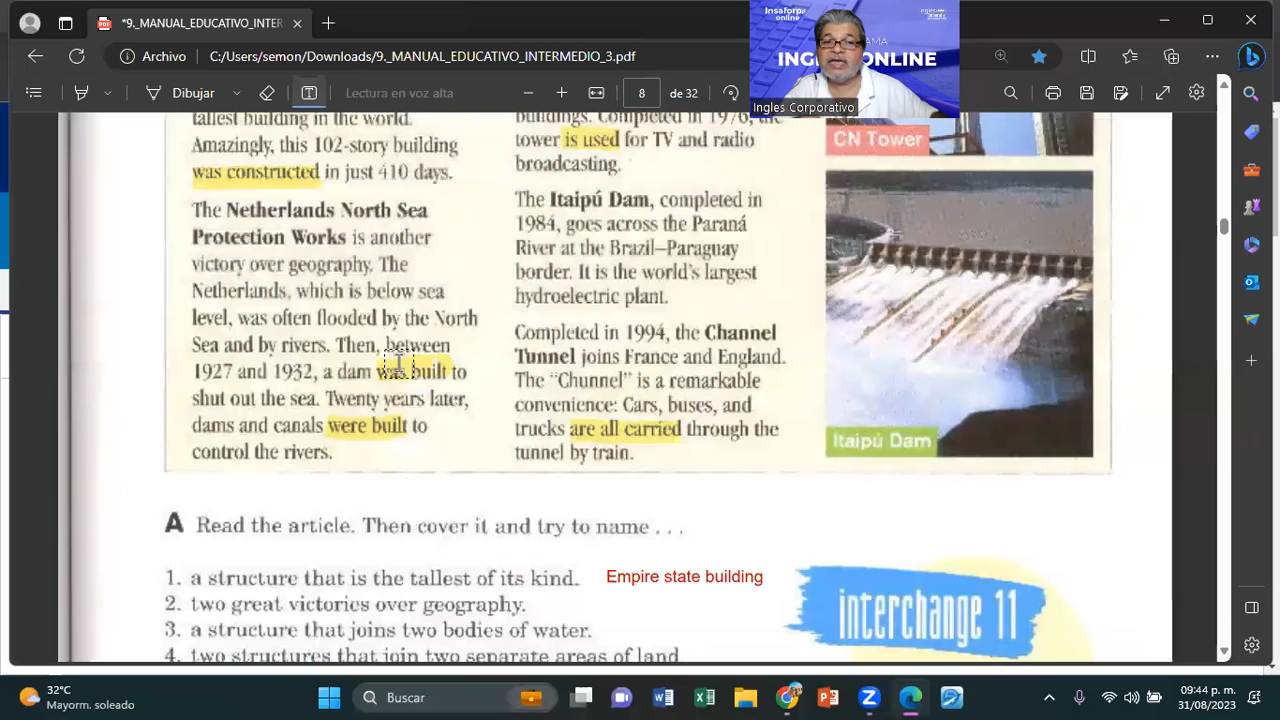 *9. MANUAL_EDUCATIVO_INTER
PDF
Archivo
C:/Users/semon/Downloads/9_MANUAL_EDUCATIVO_INTERMEDIO_3.pdf
Dibujar
Lectura en voz alta
8 de 32
Insaforp
online
INGLES ONLINE
Ingles Corporativo
tallest building in the world.
Amazingly, this 102-story building
was constructed in just 410 days.
The Netherlands North Sea
Protection Works is another
victory over geography. The
Netherlands, which is below sea
level, was often flooded by the North
Sea and by rivers. Then, between
1927 and 1932, a dam was built to
shut out the sea. Twenty years later,
dams and canals were built to
control the rivers.
buildings. Completed in 1976, the
tower is used for TV and radio
broadcasting.
The Itaipú Dam, completed in
1984, goes across the Paraná
River at the Brazil–Paraguay
border. It is the world's largest
hydroelectric plant.
Completed in 1994, the Channel
Tunnel joins France and England.
The "Chunnel" is a remarkable
convenience: Cars, buses, and
trucks are all carried through the
tunnel by train.
CN Tower
Itaipú Dam
A Read the article. Then cover it and try to name . . .
1. a structure that is the tallest of its kind. Empire state building
2. two great victories over geography.
3. a structure that joins two bodies of water.
4. two structures that join two separate areas of land
interchange 11
32°C
Mayorm. soleado
Buscar
09:44 p. m.
31/08/2023